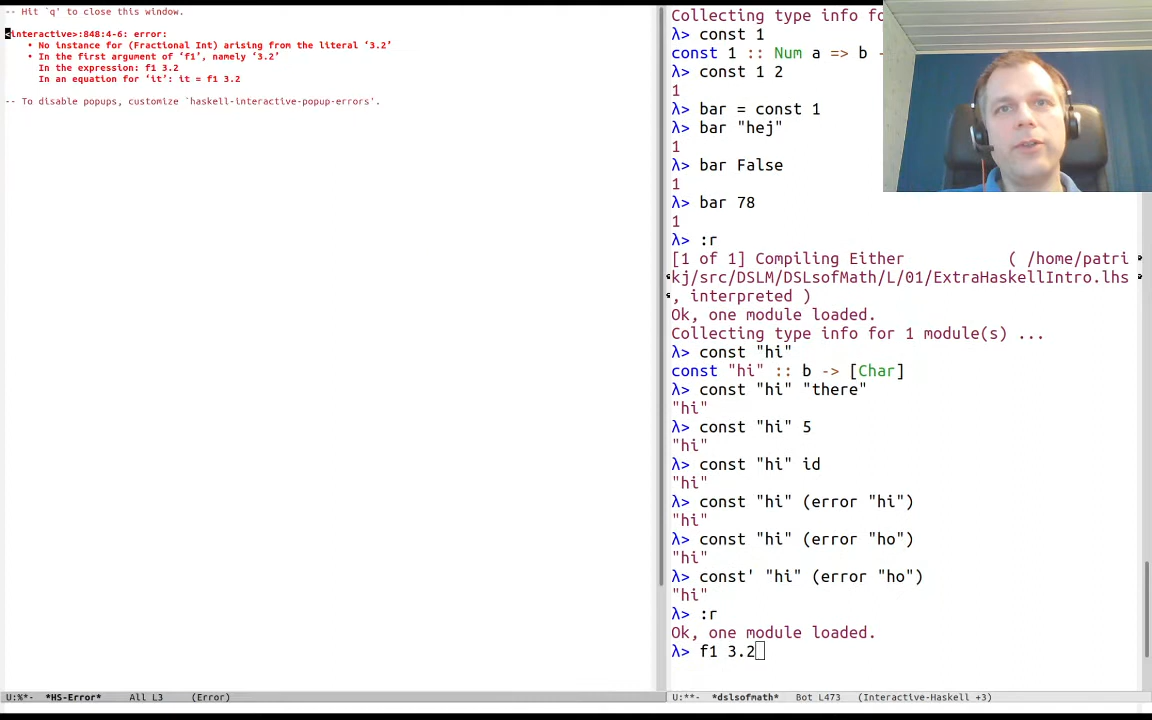 -- Hit `q' to close this window.
<interactive>:848:4-6: error:
• No instance for (Fractional Int) arising from the literal ‘3.2’
• In the first argument of ‘f1’, namely ‘3.2’
In the expression: f1 3.2
In an equation for ‘it’: it = f1 3.2
-- To disable popups, customize `haskell-interactive-popup-errors'.
U:%*- *HS-Error* All L3 (Error)
Collecting type info fo
λ> const 1
const 1 :: Num a => b -
λ> const 1 2
1
λ> bar = const 1
λ> bar "hej"
1
λ> bar False
1
λ> bar 78
1
λ> :r
[1 of 1] Compiling Either ( /home/patri
kj/src/DSLM/DSLsofMath/L/01/ExtraHaskellIntro.lhs
, interpreted )
Ok, one module loaded.
Collecting type info for 1 module(s) ...
λ> const "hi"
const "hi" :: b -> [Char]
λ> const "hi" "there"
"hi"
λ> const "hi" 5
"hi"
λ> const "hi" id
"hi"
λ> const "hi" (error "hi")
"hi"
λ> const "hi" (error "ho")
"hi"
λ> const' "hi" (error "ho")
"hi"
λ> :r
Ok, one module loaded.
λ> f1 3.2
U:**- *dslsofmath* Bot L473 (Interactive-Haskell +3)